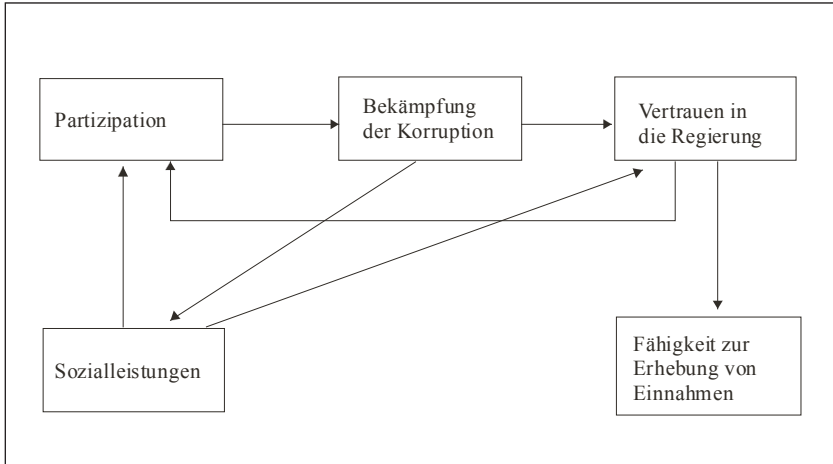 Partizipation
Bekämpfung
der Korruption
Vertrauen in
die Regierung
Sozialleistungen
Fähigkeit zur
Erhebung von
Einnahmen